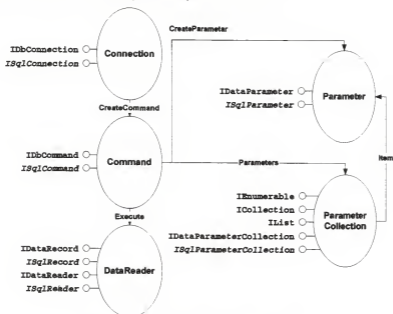 CreateParameter
IDbConnection
ISqlConnection
Connection
CreateCommand
IDataParameter
ISqlParameter
Parameter
Item
IDbCommand
ISqlCommand
Command
Parameters
Execute
IEnumerable
ICollection
IList
IDataParameterCollection
ISqlParameterCollection
Parameter
Collection
IDataRecord
ISqlRecord
IDataReader
ISqlReader
DataReader